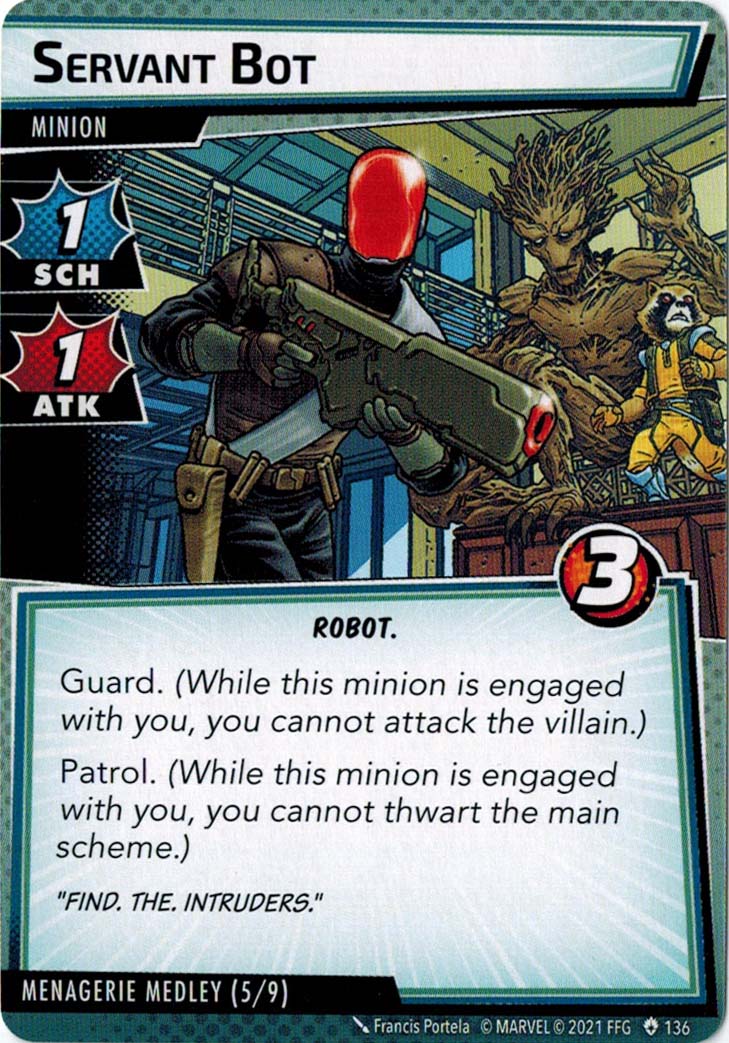 SERVANT BOT
MINION
1
SCH
1
ATK
3
ROBOT.
Guard. (While this minion is engaged
with you, you cannot attack the villain.)
Patrol. (While this minion is engaged
with you, you cannot thwart the main
scheme.)
"FIND. THE. INTRUDERS."
MENAGERIE MEDLEY (5/9)
Francis Portela © MARVEL © 2021 FFG 136